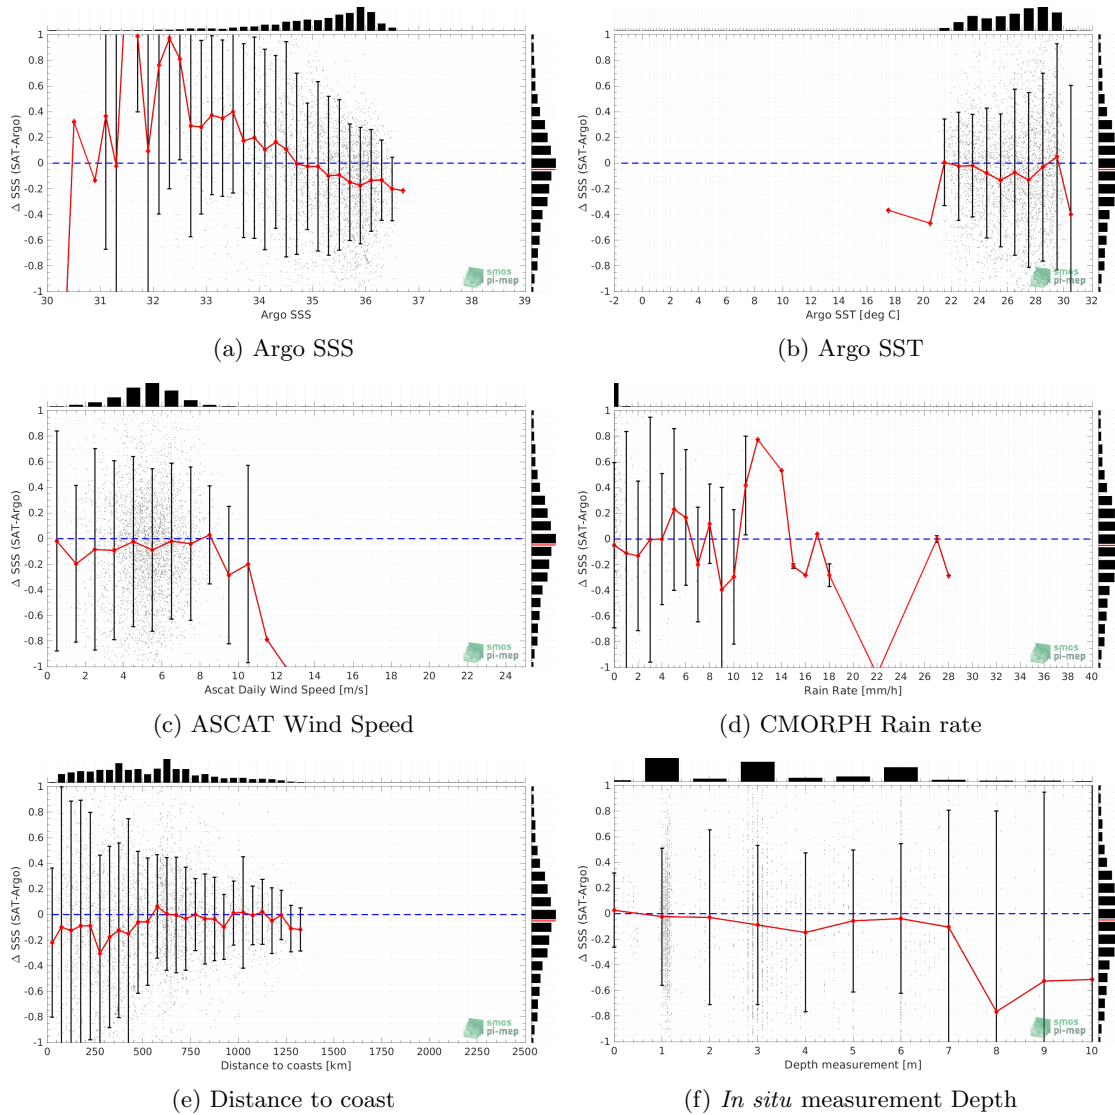 1
0.8
0.6
0.4
0.2
0
-0.2
-0.4
-0.6
-0.8
-1
Δ SSS (SAT-Argo)
smos
pi-mep
30 31 32 33 34 35 36 37 38 39
Argo SSS
(a) Argo SSS
1
0.8
0.6
0.4
0.2
0
-0.2
-0.4
-0.6
-0.8
-1
Δ SSS (SAT-Argo)
smos
pi-mep
-2 0 2 4 6 8 10 12 14 16 18 20 22 24 26 28 30 32
Argo SST [deg C]
(b) Argo SST
1
0.8
0.6
0.4
0.2
0
-0.2
-0.4
-0.6
-0.8
-1
Δ SSS (SAT-Argo)
smos
pi-mep
0 2 4 6 8 10 12 14 16 18 20 22 24
Ascat Daily Wind Speed [m/s]
(c) ASCAT Wind Speed
1
0.8
0.6
0.4
0.2
0
-0.2
-0.4
-0.6
-0.8
-1
Δ SSS (SAT-Argo)
smos
pi-mep
0 2 4 6 8 10 12 14 16 18 20 22 24 26 28 30 32 34 36 38 40
Rain Rate [mm/h]
(d) CMORPH Rain rate
1
0.8
0.6
0.4
0.2
0
-0.2
-0.4
-0.6
-0.8
-1
Δ SSS (SAT-Argo)
smos
pi-mep
0 250 500 750 1000 1250 1500 1750 2000 2250 2500
Distance to coasts [km]
(e) Distance to coast
1
0.8
0.6
0.4
0.2
0
-0.2
-0.4
-0.6
-0.8
-1
Δ SSS (SAT-Argo)
smos
pi-mep
0 1 2 3 4 5 6 7 8 9 10
Depth measurement [m]
(f) In situ measurement Depth